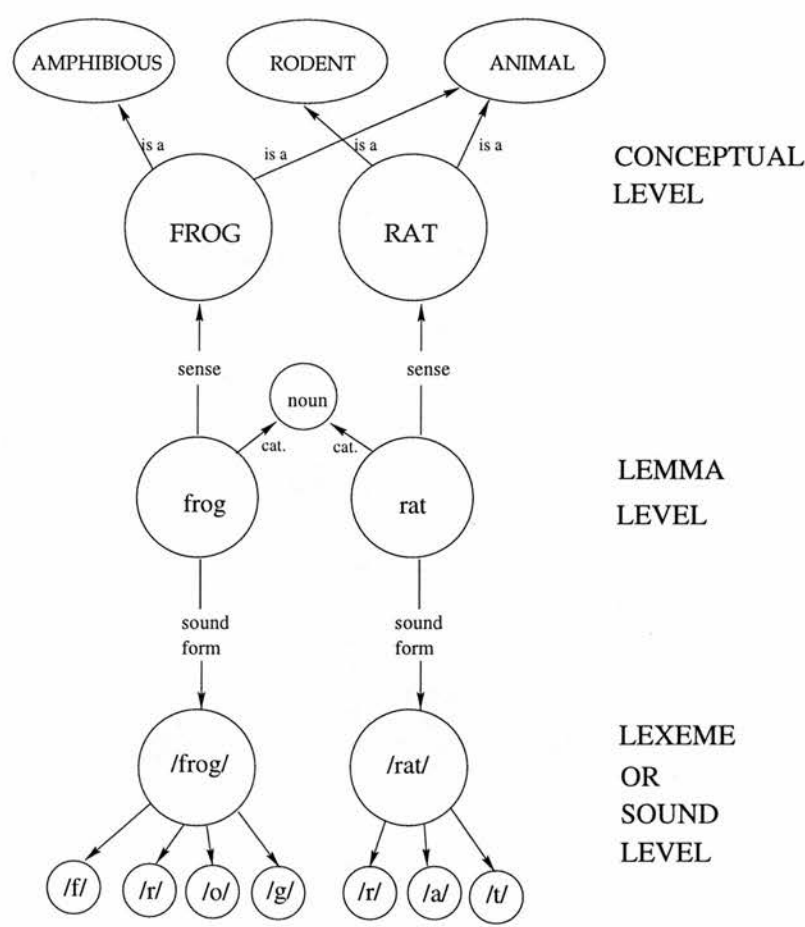 AMPHIBIOUS RODENT ANIMAL
is a is a is a is a
CONCEPTUAL
LEVEL
FROG RAT
sense sense
noun
cat. cat.
LEMMA
LEVEL
frog rat
sound sound
form form
LEXEME
OR
SOUND
LEVEL
/frog/ /rat/
/f/ /r/ /o/ /g/ /r/ /a/ /t/